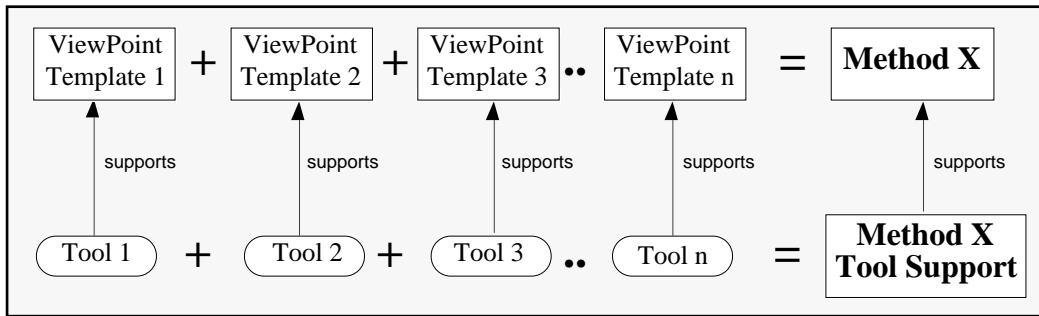 ViewPoint
Template 1
+
ViewPoint
Template 2
+
ViewPoint
Template 3
..
ViewPoint
Template n
=
Method X
supports
supports
supports
supports
supports
Tool 1
+
Tool 2
+
Tool 3
..
Tool n
=
Method X
Tool Support